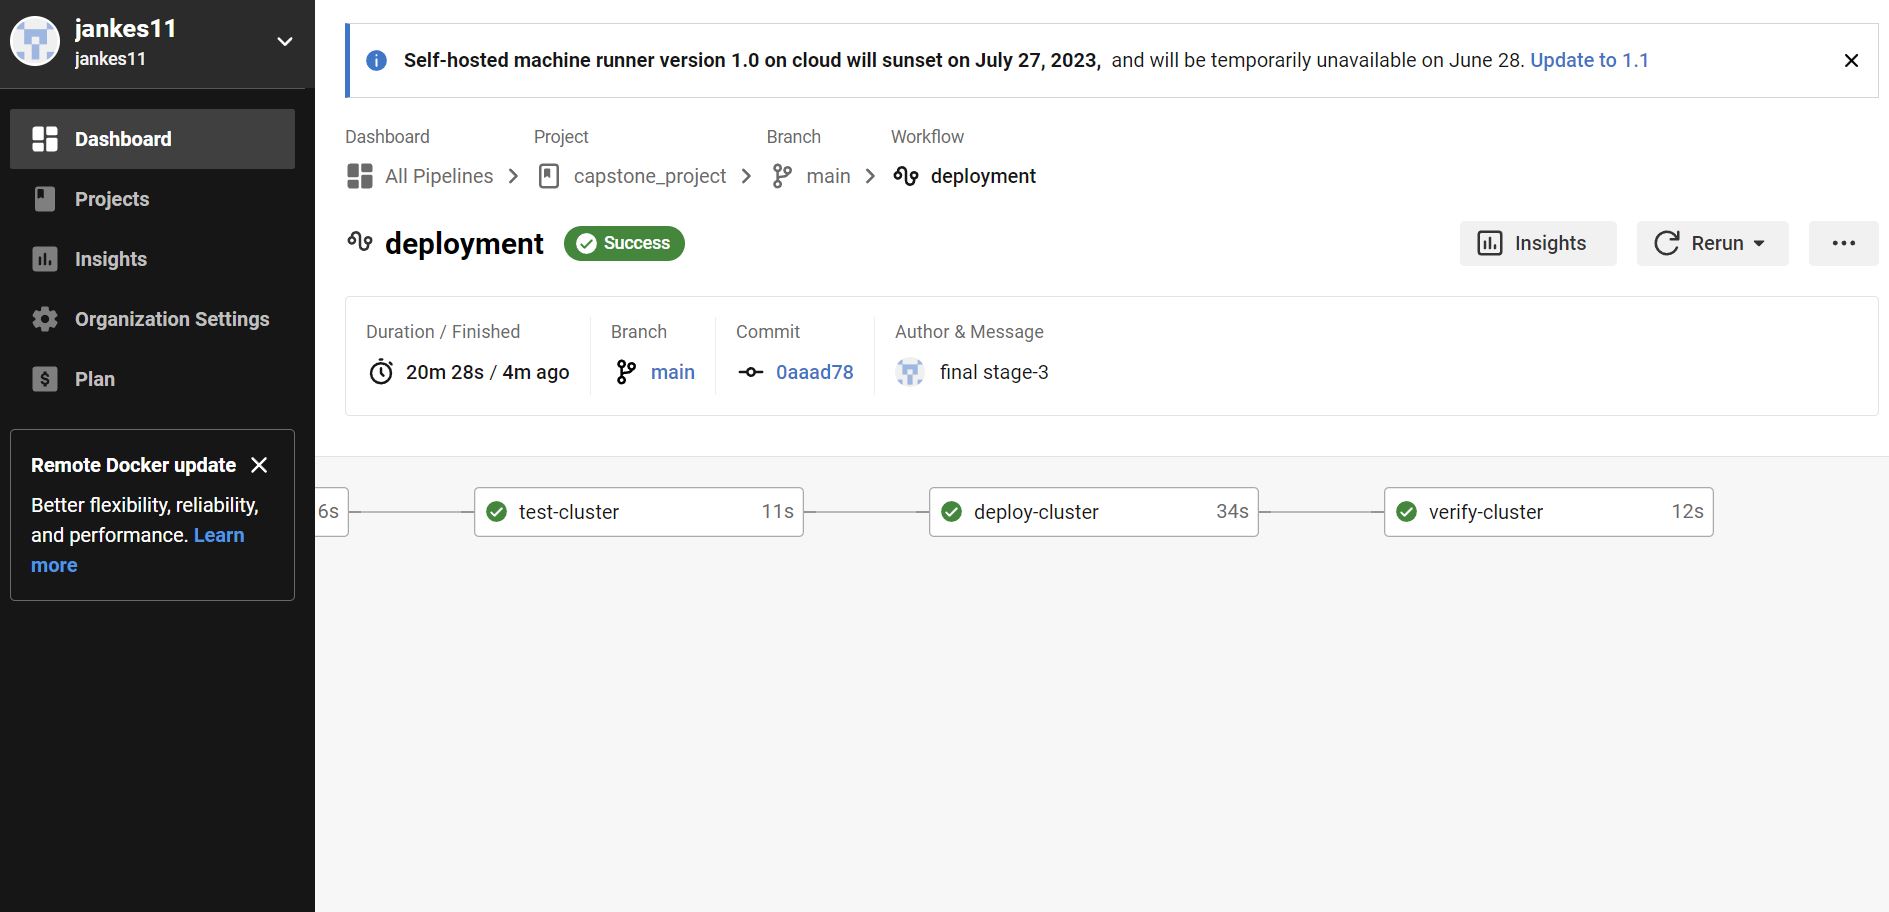 jankes11
jankes11
Dashboard
Projects
Insights
Organization Settings
Plan
Remote Docker update
Better flexibility, reliability,
and performance. Learn
more
Self-hosted machine runner version 1.0 on cloud will sunset on July 27, 2023, and will be temporarily unavailable on June 28. Update to 1.1
Dashboard Project Branch Workflow
All Pipelines capstone_project main deployment
deployment Success Insights Rerun
Duration / Finished Branch Commit Author & Message
20m 28s / 4m ago main 0aaad78 final stage-3
6s test-cluster 11s deploy-cluster 34s verify-cluster 12s